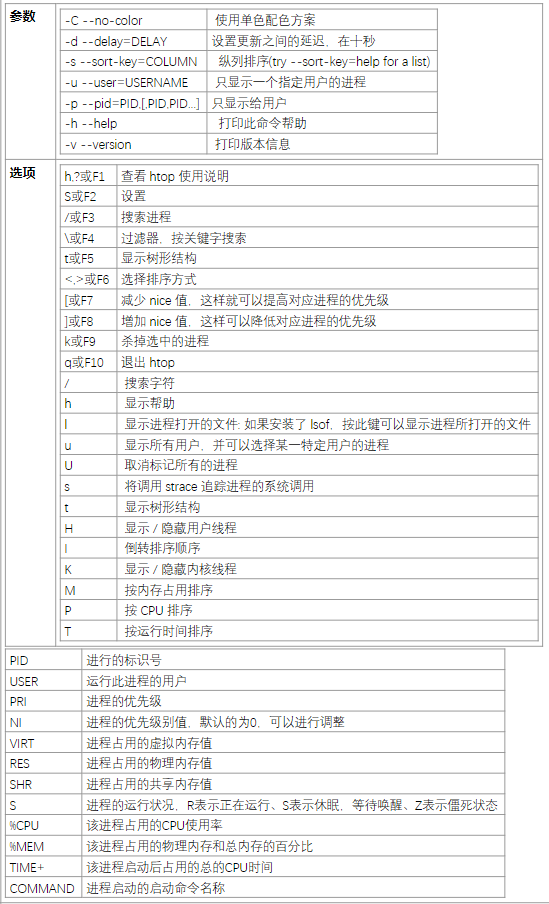 参数
-C --no-color 使用单色配色方案
-d --delay=DELAY 设置更新之间的延迟，在十秒
-s --sort-key=COLUMN 纵列排序(try --sort-key=help for a list)
-u --user=USERNAME 只显示一个指定用户的进程
-p --pid=PID,[,PID,PID...] 只显示给用户
-h --help 打印此命令帮助
-v --version 打印版本信息
选项
h,?或F1 查看 htop 使用说明
S或F2 设置
/或F3 搜索进程
\或F4 过滤器，按关键字搜索
t或F5 显示树形结构
<,>或F6 选择排序方式
[或F7 减少 nice 值，这样就可以提高对应进程的优先级
]或F8 增加 nice 值，这样可以降低对应进程的优先级
k或F9 杀掉选中的进程
q或F10 退出 htop
/ 搜索字符
h 显示帮助
l 显示进程打开的文件: 如果安装了 lsof，按此键可以显示进程所打开的文件
u 显示所有用户，并可以选择某一特定用户的进程
U 取消标记所有的进程
s 将调用 strace 追踪进程的系统调用
t 显示树形结构
H 显示 / 隐藏用户线程
I 倒转排序顺序
K 显示 / 隐藏内核线程
M 按内存占用排序
P 按 CPU 排序
T 按运行时间排序
PID 进行的标识号
USER 运行此进程的用户
PRI 进程的优先级
NI 进程的优先级别值，默认的为0，可以进行调整
VIRT 进程占用的虚拟内存值
RES 进程占用的物理内存值
SHR 进程占用的共享内存值
S 进程的运行状况，R表示正在运行、S表示休眠，等待唤醒、Z表示僵死状态
%CPU 该进程占用的CPU使用率
%MEM 该进程占用的物理内存和总内存的百分比
TIME+ 该进程启动后占用的总的CPU时间
COMMAND 进程启动的启动命令名称